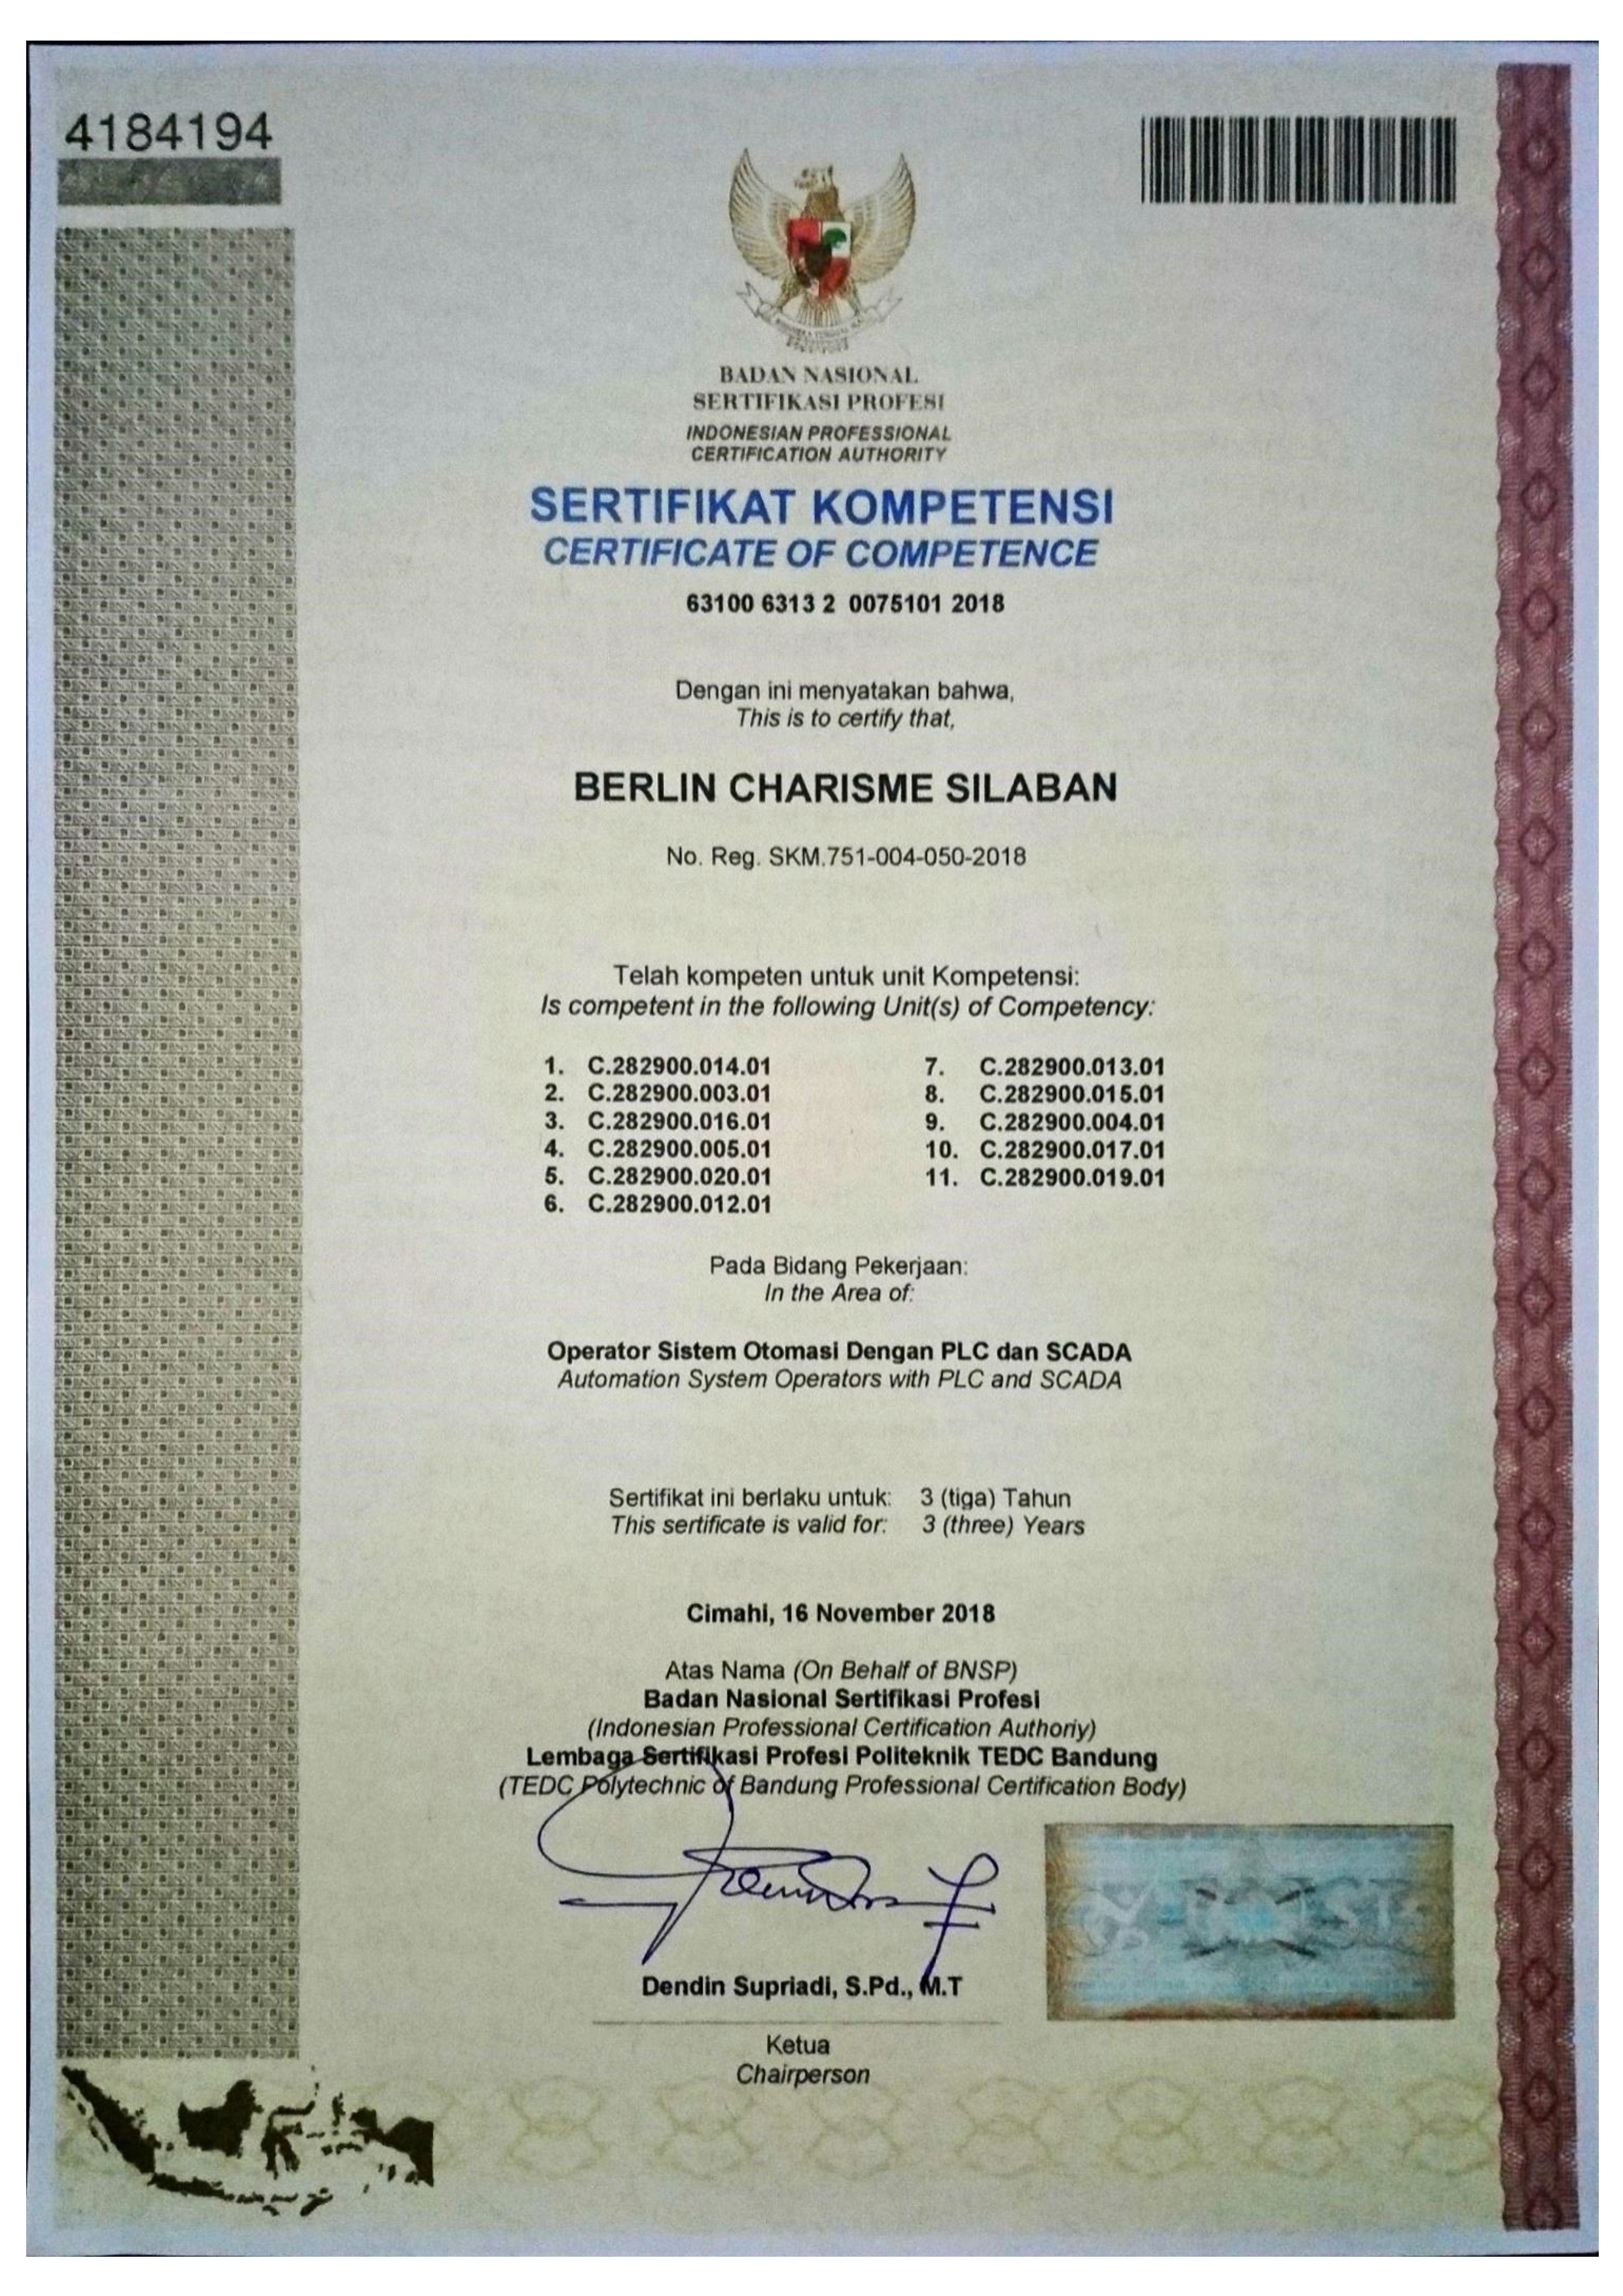 4184194
BADAN NASIONAL
SERTIFIKASI PROFESI
INDONESIAN PROFESSIONAL
CERTIFICATION AUTHORITY
SERTIFIKAT KOMPETENSI
CERTIFICATE OF COMPETENCE
63100 6313 2 0075101 2018
Dengan ini menyatakan bahwa,
This is to certify that,
BERLIN CHARISME SILABAN
No. Reg. SKM.751-004-050-2018
Telah kompeten untuk unit Kompetensi:
Is competent in the following Unit(s) of Competency:
1. C.282900.014.01
2. C.282900.003.01
3. C.282900.016.01
4. C.282900.005.01
5. C.282900.020.01
6. C.282900.012.01
7. C.282900.013.01
8. C.282900.015.01
9. C.282900.004.01
10. C.282900.017.01
11. C.282900.019.01
Pada Bidang Pekerjaan:
In the Area of:
Operator Sistem Otomasi Dengan PLC dan SCADA
Automation System Operators with PLC and SCADA
Sertifikat ini berlaku untuk: 3 (tiga) Tahun
This sertificate is valid for: 3 (three) Years
Cimahi, 16 November 2018
Atas Nama (On Behalf of BNSP)
Badan Nasional Sertifikasi Profesi
(Indonesian Professional Certification Authoriy)
Lembaga Sertifikasi Profesi Politeknik TEDC Bandung
(TEDC Polytechnic of Bandung Professional Certification Body)
Dendin Supriadi, S.Pd., M.T
Ketua
Chairperson